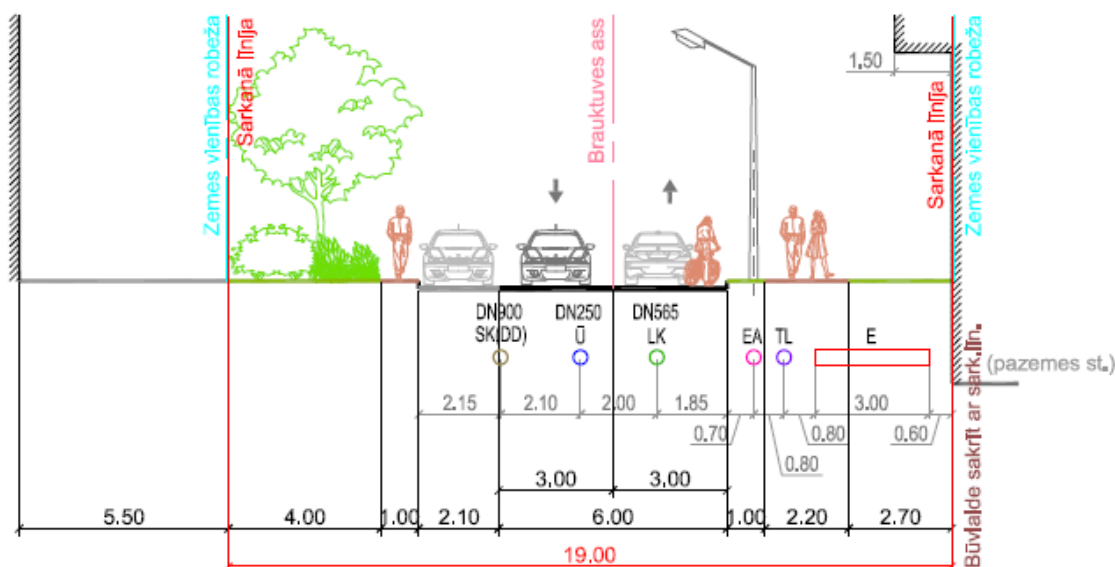 Zemes vienības robeža
Sarkanā līnija
Brauktuves ass
Sarkanā līnija
Zemes vienības robeža
1.50
DN900
SK(DD)
DN250
Ū
DN565
LK
EA
TL
E
(pazemes st.)
2.15
2.10
2.00
1.85
3.00
0.70
0.80
0.60
0.80
3,00
3,00
5.50
4.00
1.00
2.10
6.00
1.00
2.20
2.70
19.00
Būvlaide sakrīt ar sark.līn.